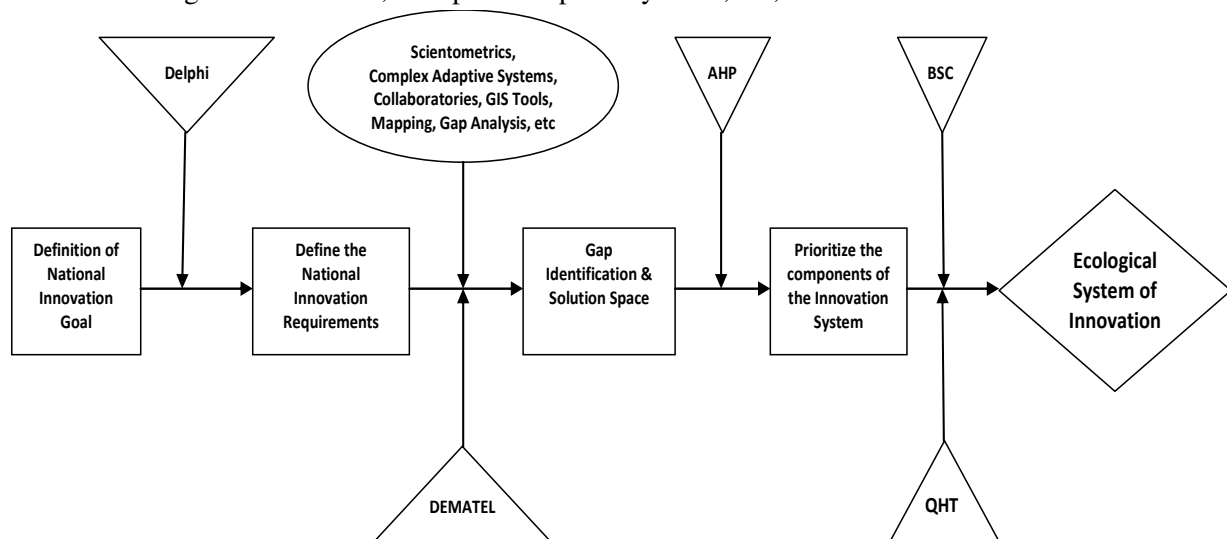 Delphi
Scientometrics,
Complex Adaptive Systems,
Collaboratories, GIS Tools,
Mapping, Gap Analysis, etc
AHP
BSC
Definition of
National
Innovation
Goal
Define the
National
Innovation
Requirements
Gap
Identification &
Solution Space
Prioritize the
components of
the Innovation
System
Ecological
System of
Innovation
DEMATEL
QHT